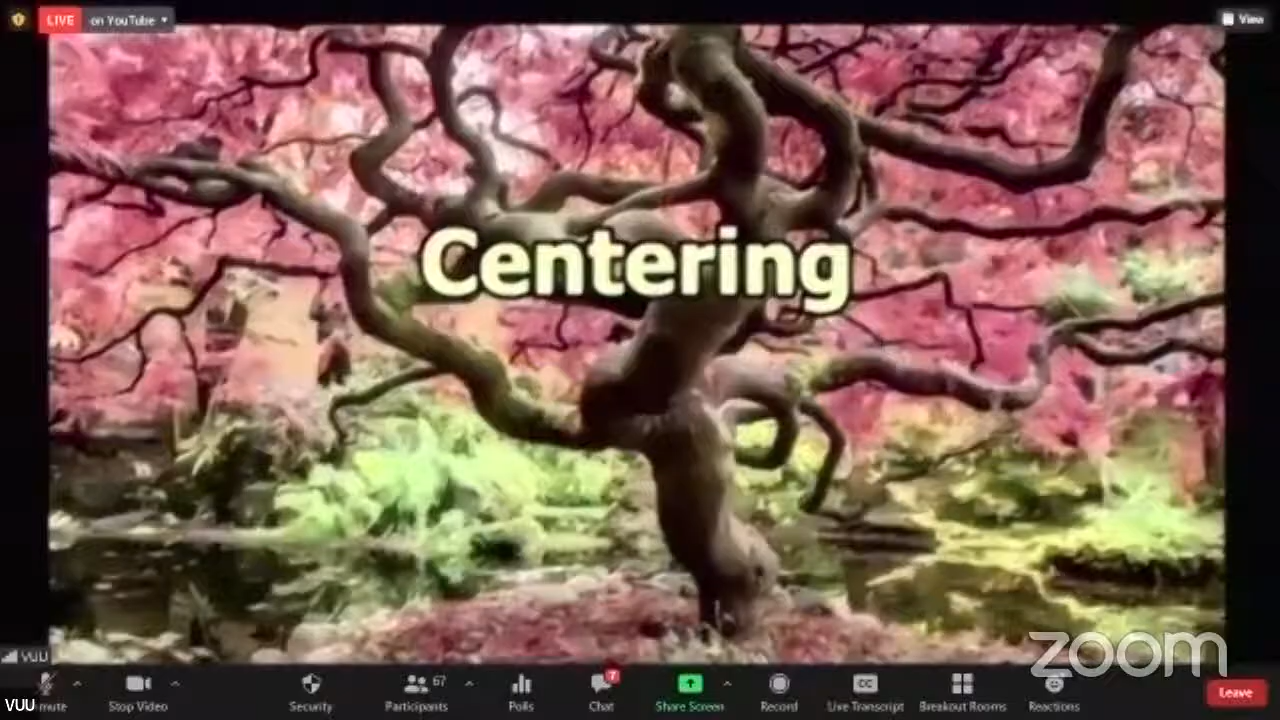 LIVE on YouTube
View
Centering
zoom
VUU
VUU
mute
Stop Video
Security
67
Participants
Polls
7
Chat
Share Screen
Record
CC
Live Transcript
Breakout Rooms
Reactions
Leave